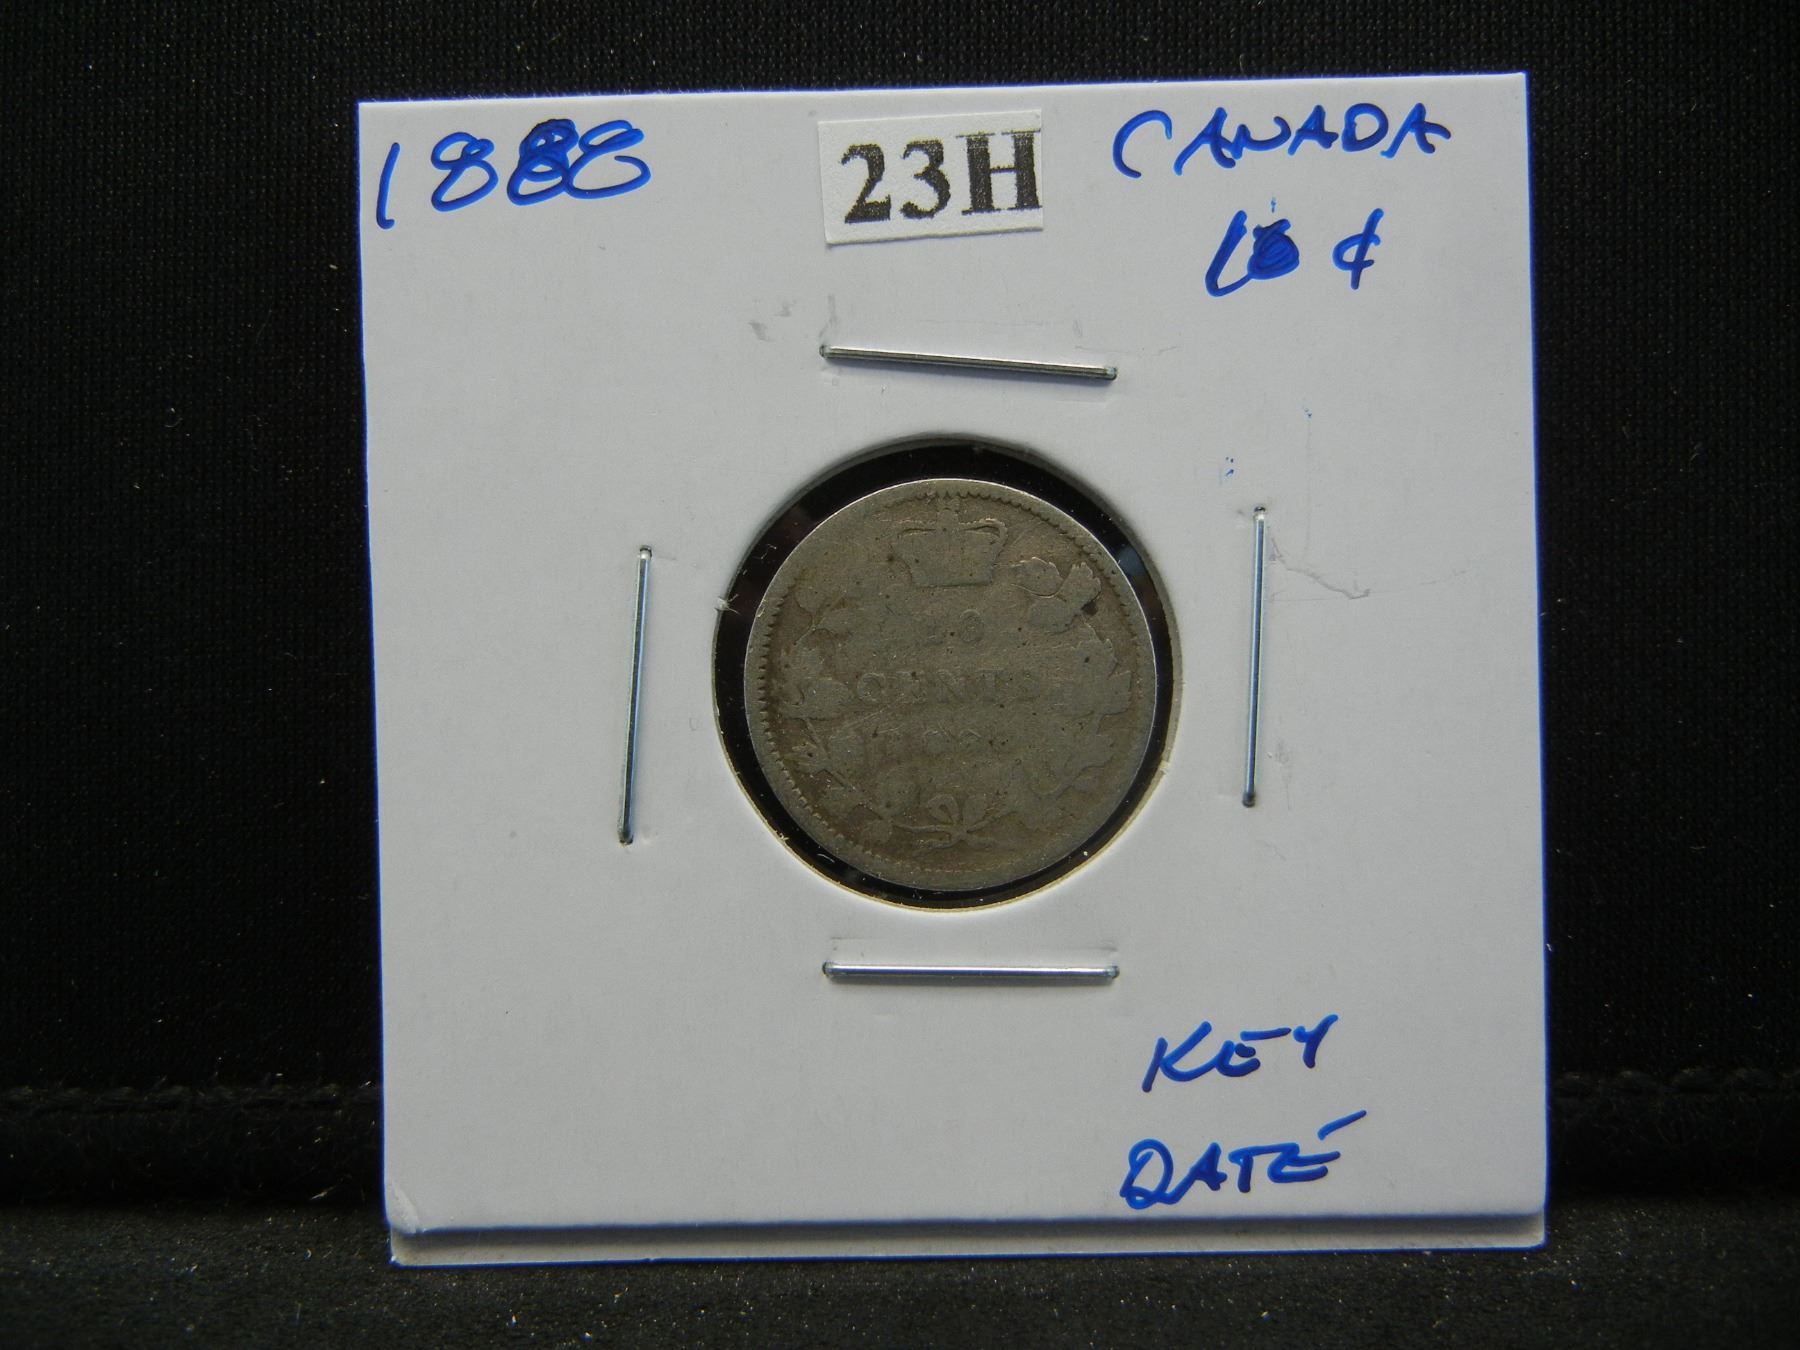 1888
23H
CANADA
10 ¢
10
CENTS
KEY
DATE